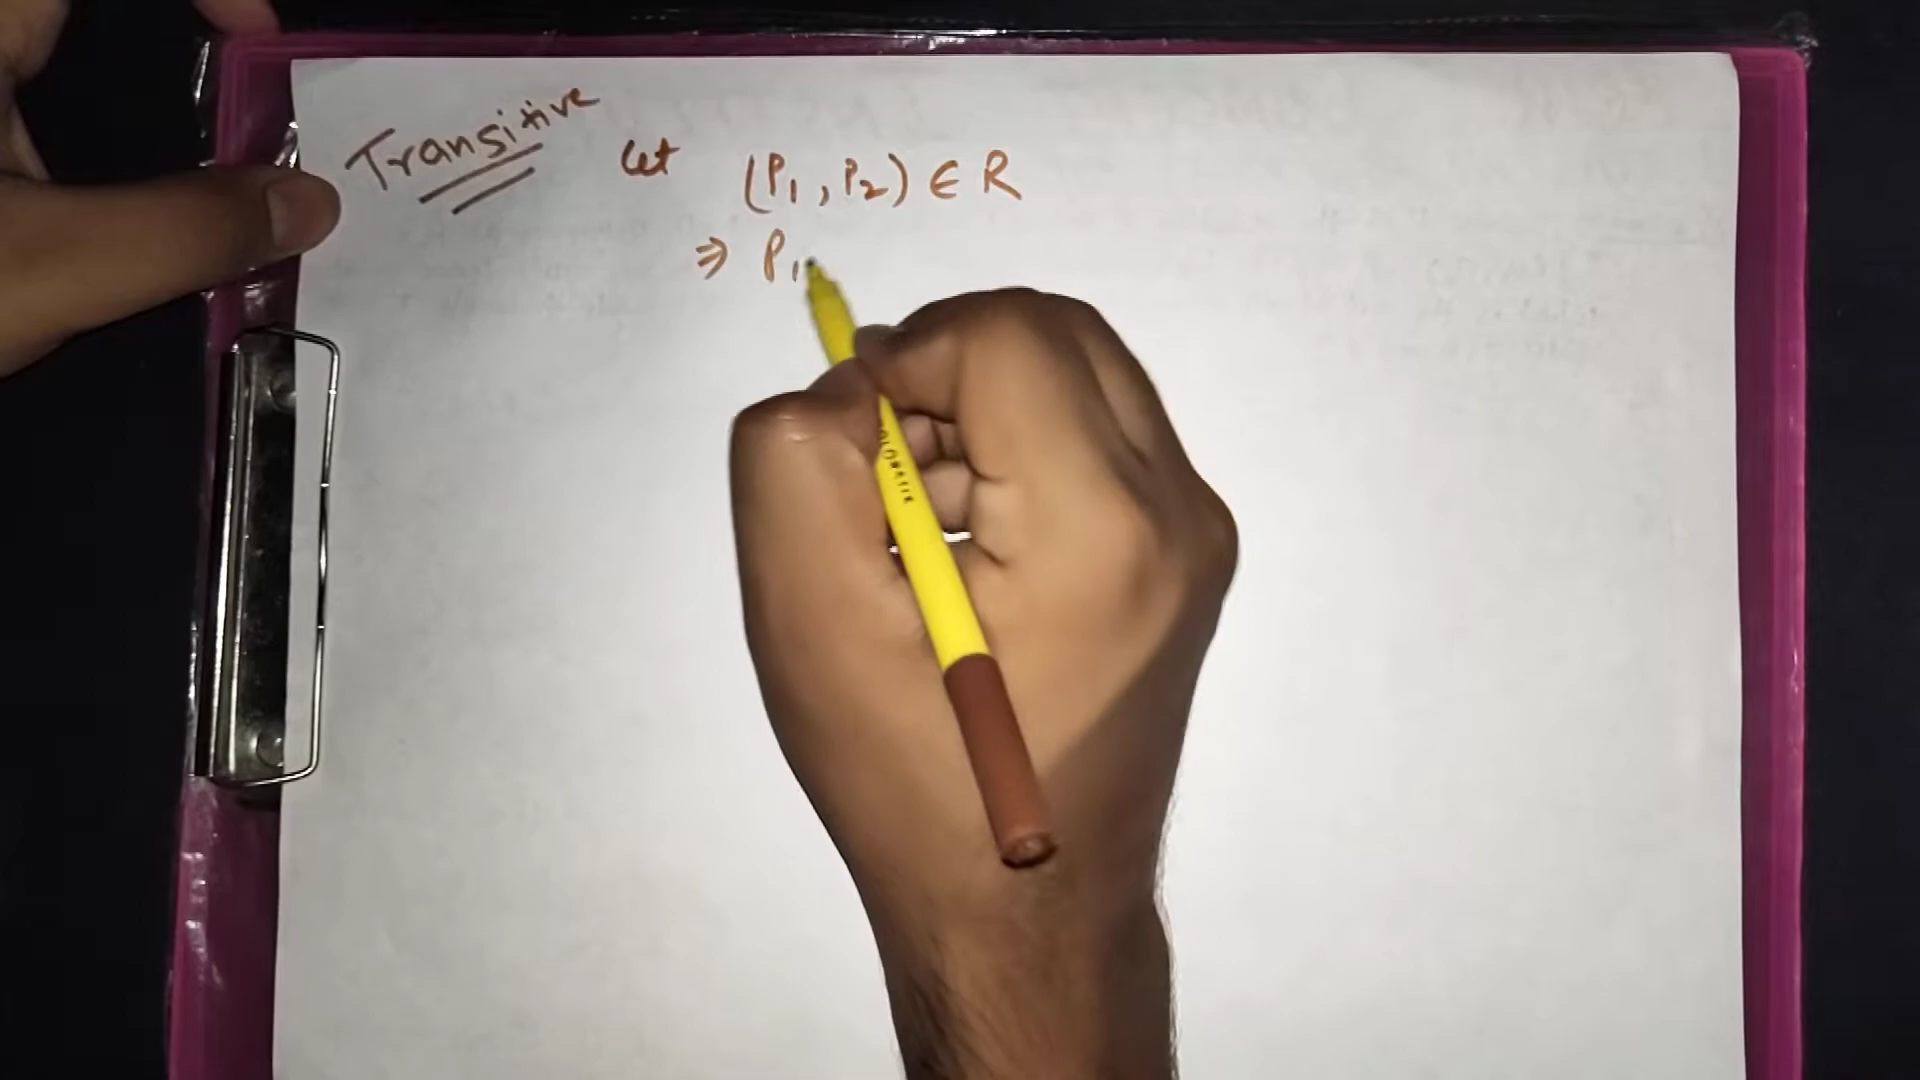 Transitive Let (P1, P2) ∈ R
⇒ P1